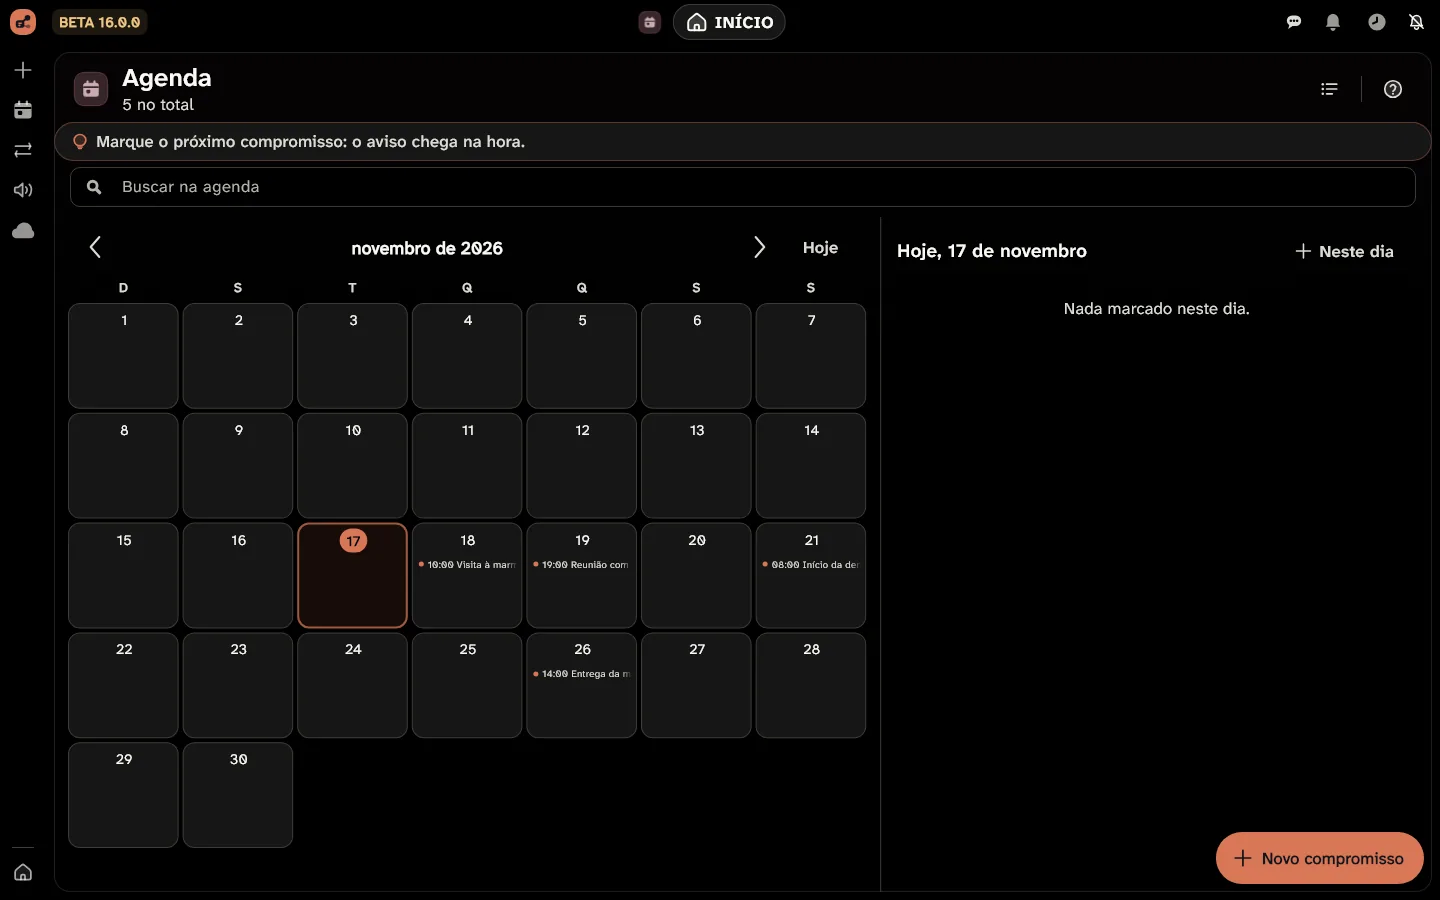 BETA 16.0.0
INÍCIO
Agenda
5 no total
Marque o próximo compromisso: o aviso chega na hora.
Buscar na agenda
novembro de 2026
Hoje
D S T Q Q S S
1 2 3 4 5 6 7
8 9 10 11 12 13 14
15 16 17 18 19 20 21
10:00 Visita à 19:00 Reunião com 08:00 Início da
22 23 24 25 26 27 28
14:00 Entrega da
29 30
Hoje, 17 de novembro
Neste dia
Nada marcado neste dia.
Novo compromisso